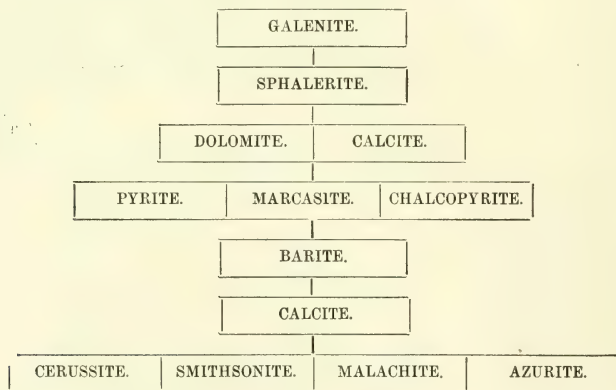 GALENITE.
SPHALERITE.
DOLOMITE. CALCITE.
PYRITE. MARCASITE. CHALCOPYRITE.
BARITE.
CALCITE.
CERUSSITE. SMITHSONITE. MALACHITE. AZURITE.